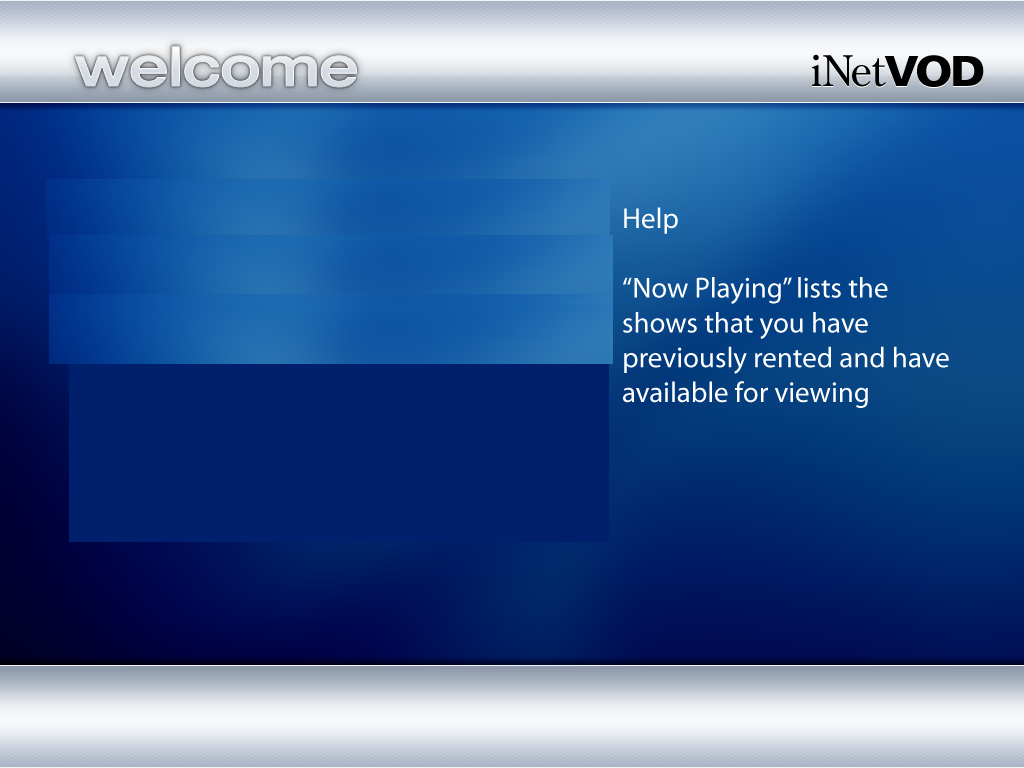 welcome
iNetVOD
Help
“Now Playing” lists the
shows that you have
previously rented and have
available for viewing